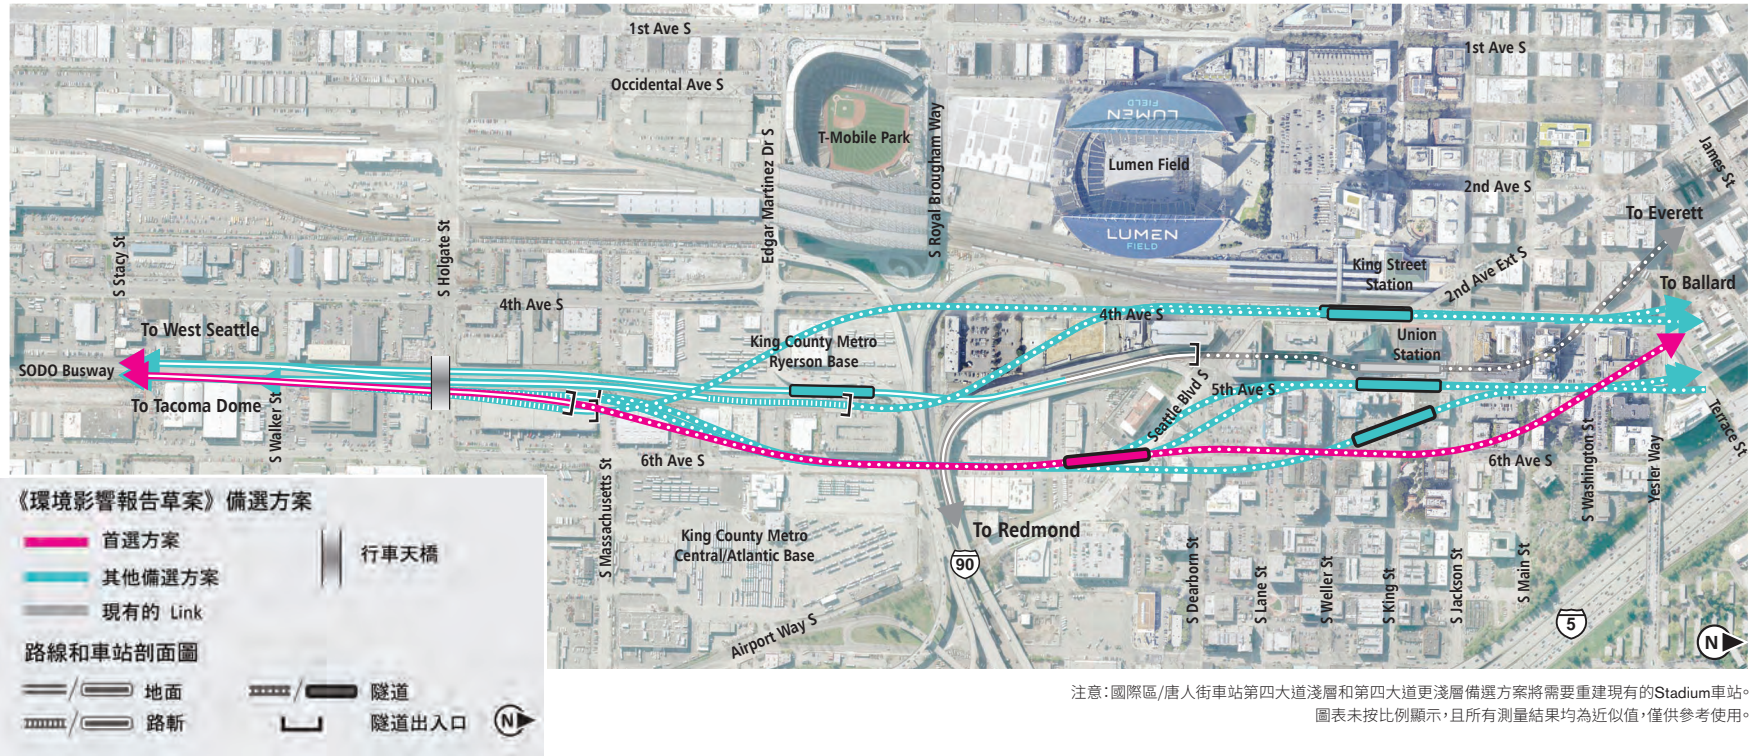 1st Ave S
1st Ave S
Occidental Ave S
T-Mobile Park
Edgar Martinez Dr S
S Royal Brougham Way
LUMEN
FIELD
Lumen Field
LUMEN
FIELD
2nd Ave S
James St
To Everett
S Stacy St
S Holgate St
King Street
Station
2nd Ave Ext S
To Ballard
4th Ave S
4th Ave S
To West Seattle
King County Metro
Ryerson Base
Union
Station
SODO Busway
To Tacoma Dome
S Walker St
5th Ave S
Seattle Blvd S
Terrace St
6th Ave S
6th Ave S
S Washington St
Yesler Way
S Massachusetts St
King County Metro
Central/Atlantic Base
To Redmond
90
S Dearborn St
S Lane St
S Weller St
S King St
S Jackson St
S Main St
Airport Way S
5
N
《環境影響報告草案》備選方案
首選方案
其他備選方案
現有的 Link
行車天橋
路線和車站剖面圖
地面
隧道
路塹
隧道出入口
N
注意：國際區/唐人街車站第四大道淺層和第四大道更淺層備選方案將需要重建現有的Stadium車站。
圖表未按比例顯示，且所有測量結果均為近似值，僅供參考使用。